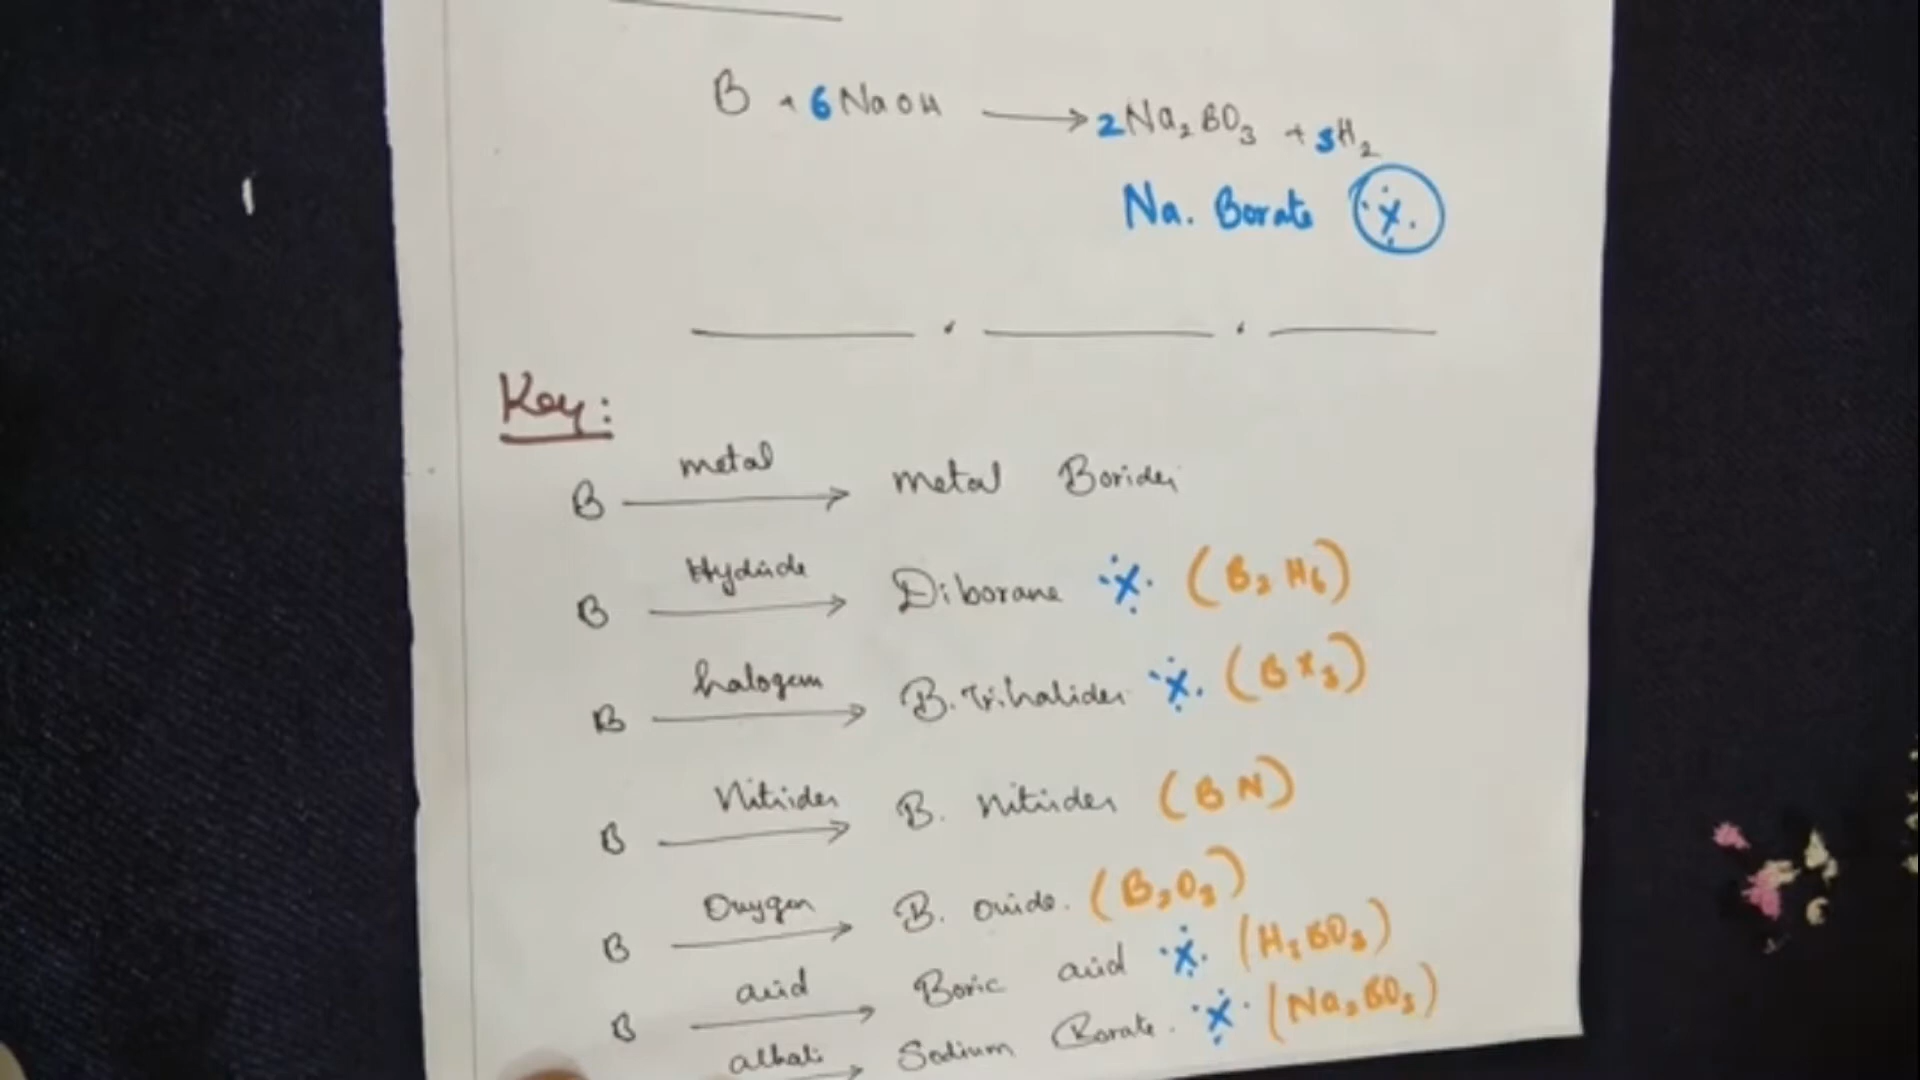 B + 6NaOH → 2Na₂BO₃ + 3H₂
Na. Borate
Key:
B metal → metal Borides
B Hydride → Diborane (B₂H₆)
B halogen → B. Trihalides (BX₃)
B Nitrides → B. Nitrides (BN)
B Oxygen → B. oxide. (B₂O₃)
B acid → Boric acid (H₃BO₃)
alkali → Sodium Borate. (Na₃BO₃)